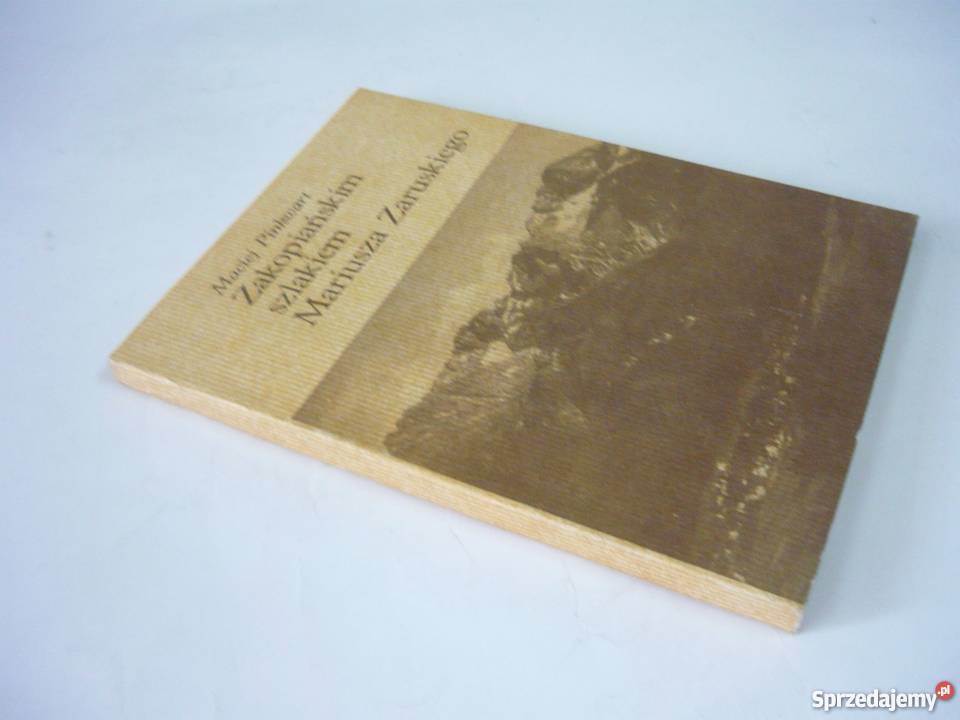 Maciej Pinkwart
Zakopiańskim
szlakiem
Mariusza Zaruskiego
Sprzedajemy.pl